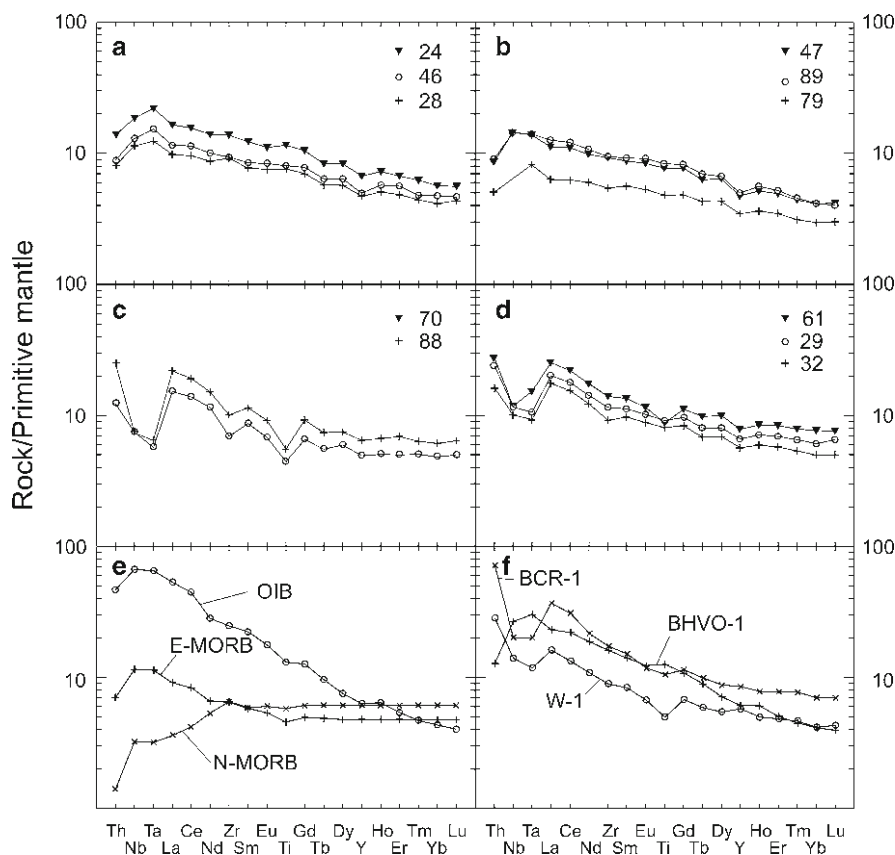 100
100
a
24
46
28
b
47
89
79
10
10
100
100
c
70
88
d
61
29
32
10
10
100
100
e
OIB
E-MORB
N-MORB
f
BCR-1
BHVO-1
W-1
10
10
Rock/Primitive mantle
Th Ta Ce Zr Eu Gd Dy Ho Tm Lu
Nb La Nd Sm Ti Tb Y Er Yb
Th Ta Ce Zr Eu Gd Dy Ho Tm Lu
Nb La Nd Sm Ti Tb Y Er Yb